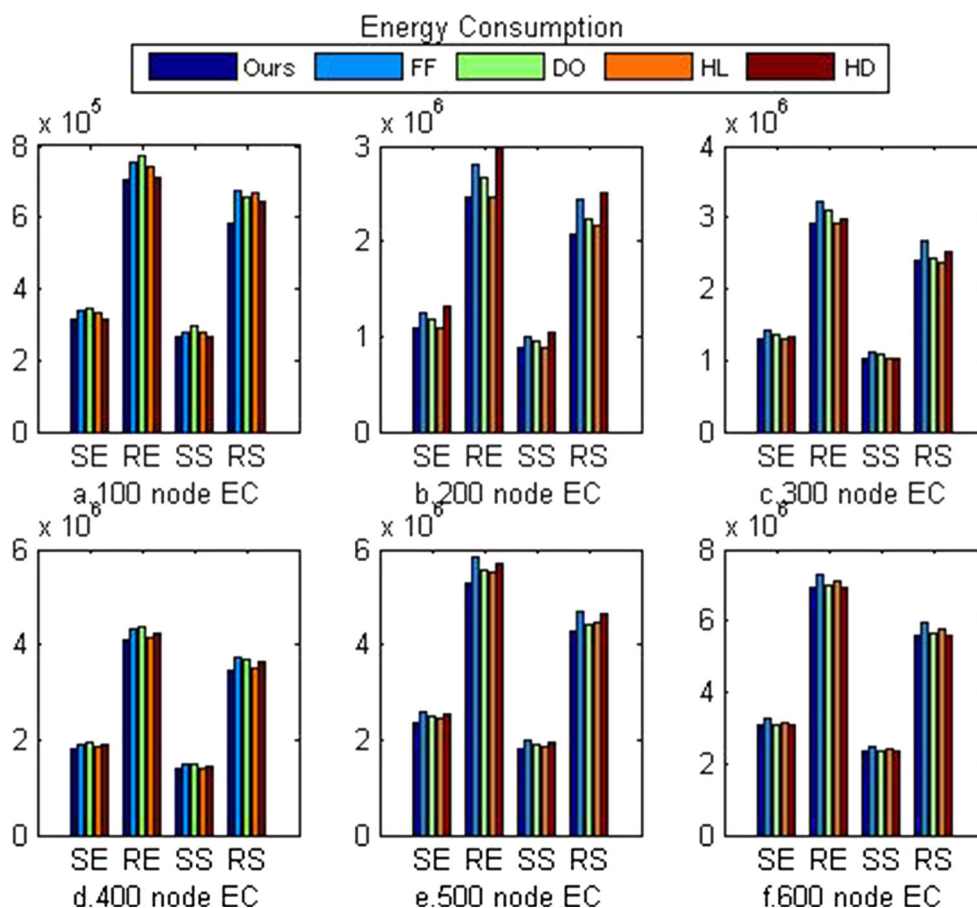 Energy Consumption
Ours FF DO HL HD
x 10^5
8
6
4
2
0
SE RE SS RS
a.100 node EC
x 10^6
3
2
1
0
SE RE SS RS
b.200 node EC
x 10^6
4
3
2
1
0
SE RE SS RS
c.300 node EC
x 10^6
6
4
2
0
SE RE SS RS
d.400 node EC
x 10^6
6
4
2
0
SE RE SS RS
e.500 node EC
x 10^6
8
6
4
2
0
SE RE SS RS
f.600 node EC